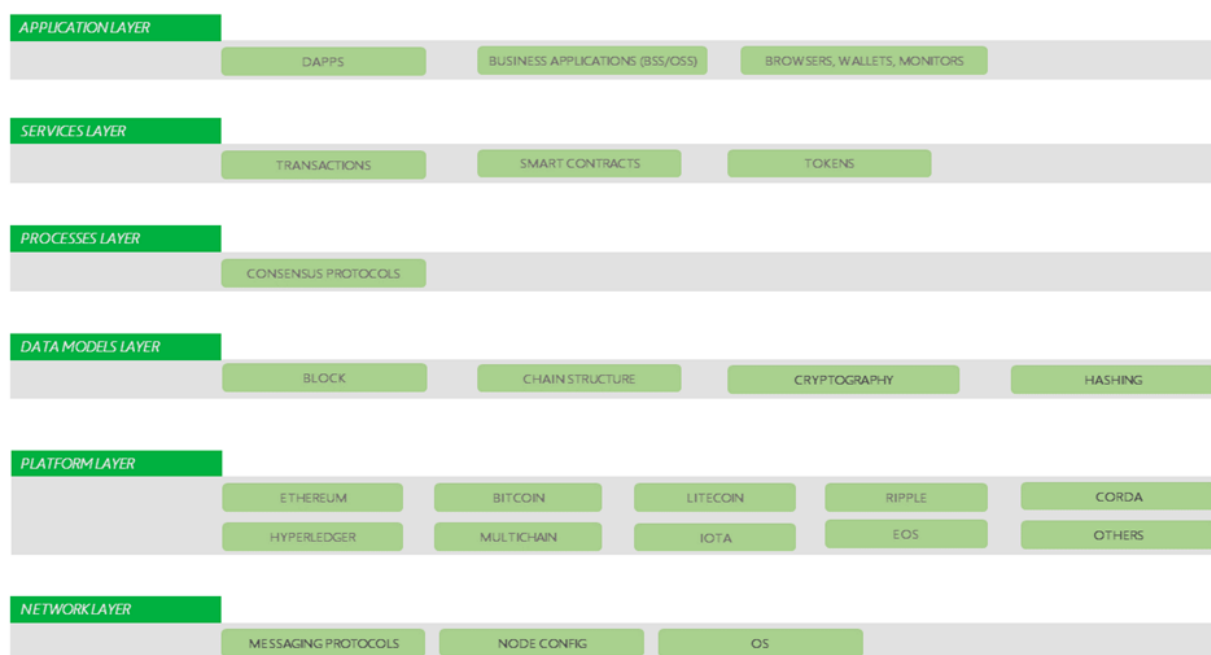 APPLICATION LAYER
DAPPS BUSINESS APPLICATIONS (BSS/OSS) BROWSERS, WALLETS, MONITORS
SERVICES LAYER
TRANSACTIONS SMART CONTRACTS TOKENS
PROCESSES LAYER
CONSENSUS PROTOCOLS
DATA MODELS LAYER
BLOCK CHAIN STRUCTURE CRYPTOGRAPHY HASHING
PLATFORM LAYER
ETHEREUM BITCOIN LITECOIN RIPPLE CORDA
HYPERLEDGER MULTICHAIN IOTA EOS OTHERS
NETWORK LAYER
MESSAGING PROTOCOLS NODE CONFIG OS